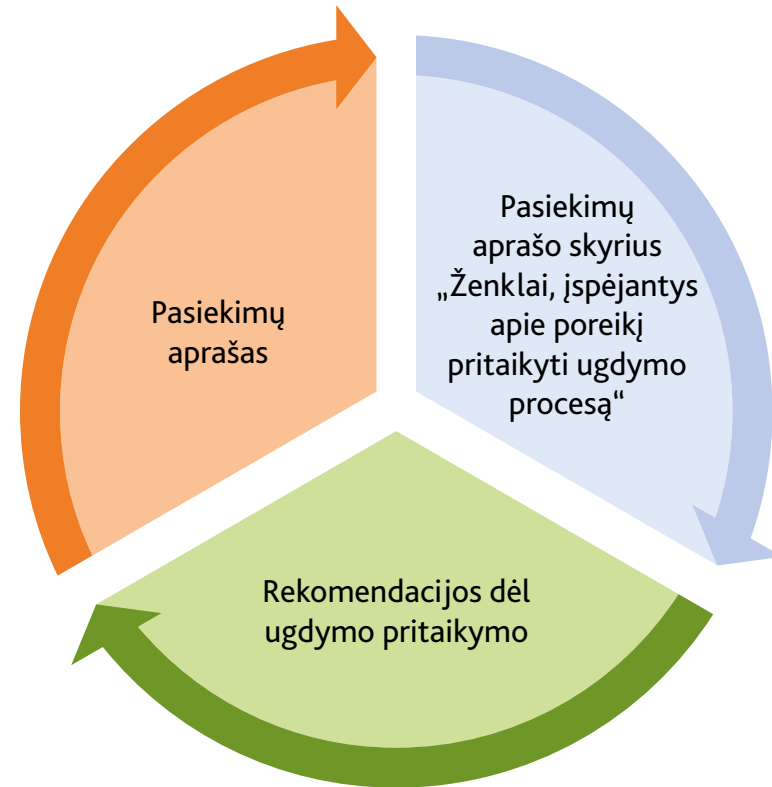 Pasiekimų
aprašas
Pasiekimų
aprašo skyrius
„Ženklai, įspėjantys
apie poreikį
pritaikyti ugdymo
procesą“
Rekomendacijos dėl
ugdymo pritaikymo